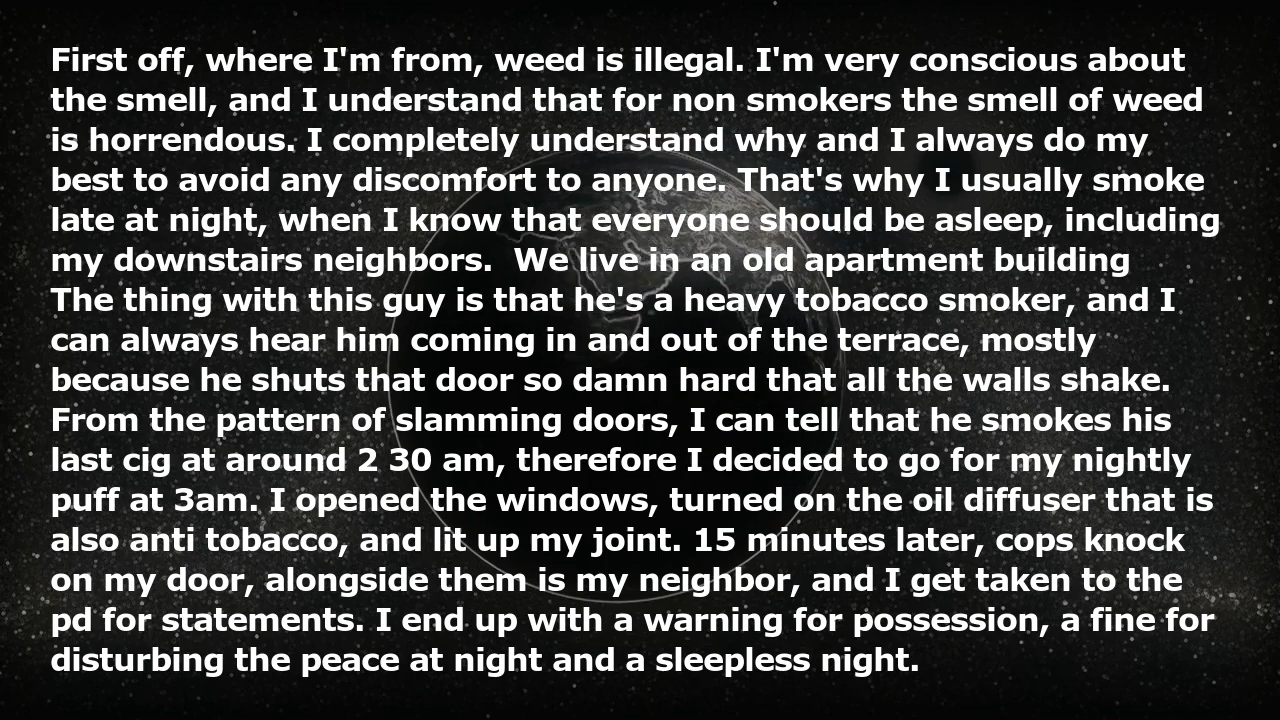 First off, where I'm from, weed is illegal. I'm very conscious about
the smell, and I understand that for non smokers the smell of weed
is horrendous. I completely understand why and I always do my
best to avoid any discomfort to anyone. That's why I usually smoke
late at night, when I know that everyone should be asleep, including
my downstairs neighbors.  We live in an old apartment building
The thing with this guy is that he's a heavy tobacco smoker, and I
can always hear him coming in and out of the terrace, mostly
because he shuts that door so damn hard that all the walls shake.
From the pattern of slamming doors, I can tell that he smokes his
last cig at around 2 30 am, therefore I decided to go for my nightly
puff at 3am. I opened the windows, turned on the oil diffuser that is
also anti tobacco, and lit up my joint. 15 minutes later, cops knock
on my door, alongside them is my neighbor, and I get taken to the
pd for statements. I end up with a warning for possession, a fine for
disturbing the peace at night and a sleepless night.